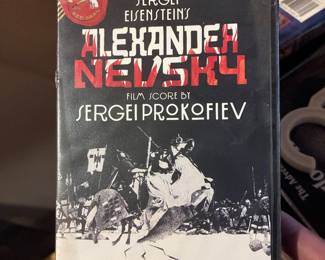 SERGEI
EISENSTEIN'S
ALEXANDER
NEVSKY
FILM SCORE BY
SERGEI PROKOFIEV